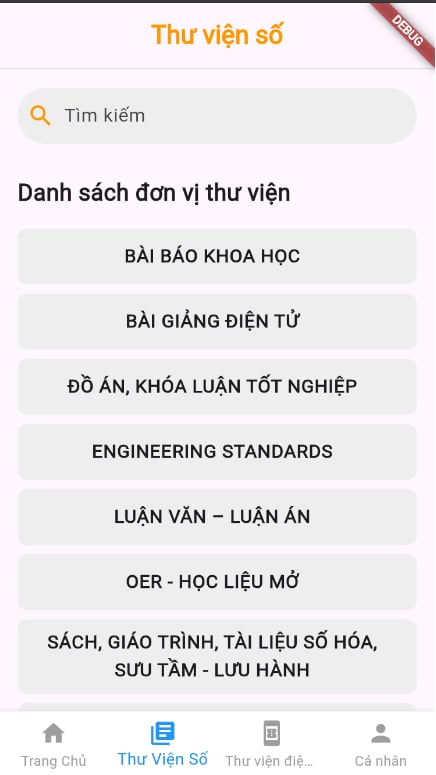 Thư viện số
DEBUG
Tìm kiếm
Danh sách đơn vị thư viện
BÀI BÁO KHOA HỌC
BÀI GIẢNG ĐIỆN TỬ
ĐỒ ÁN, KHÓA LUẬN TỐT NGHIỆP
ENGINEERING STANDARDS
LUẬN VĂN – LUẬN ÁN
OER - HỌC LIỆU MỞ
SÁCH, GIÁO TRÌNH, TÀI LIỆU SỐ HÓA,
SƯU TẦM - LƯU HÀNH
Trang Chủ
Thư Viện Số
Thư viện điệ...
Cá nhân